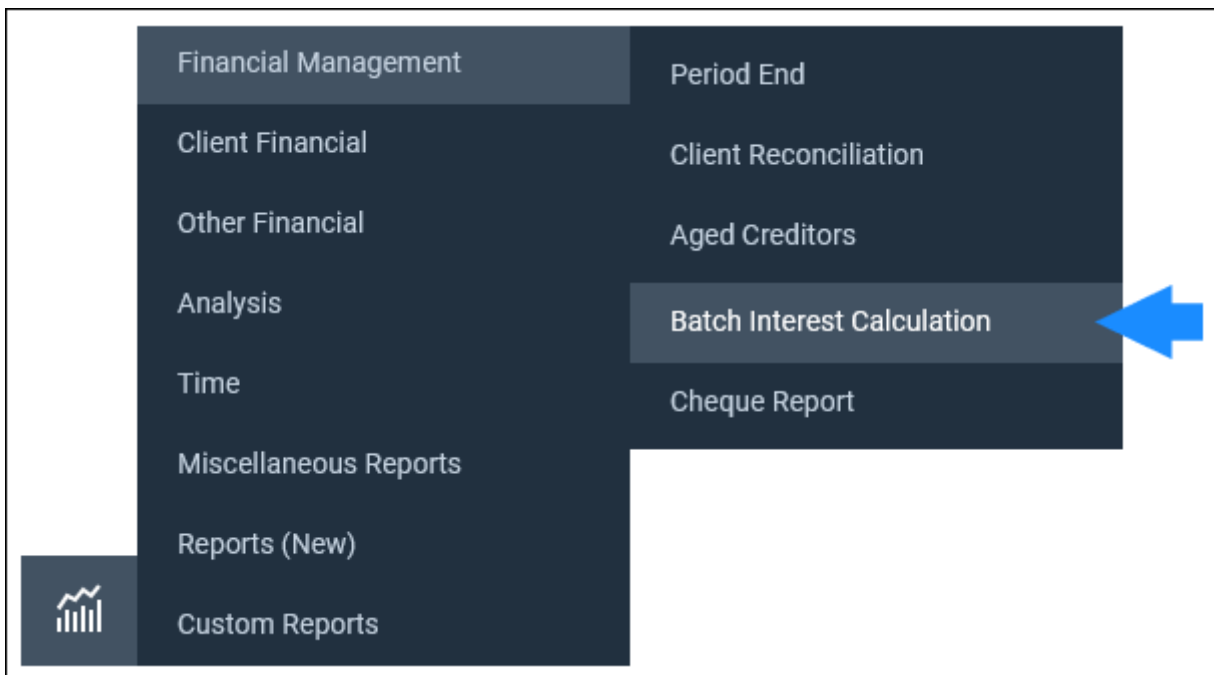 Financial Management
Client Financial
Other Financial
Analysis
Time
Miscellaneous Reports
Reports (New)
Custom Reports
Period End
Client Reconciliation
Aged Creditors
Batch Interest Calculation
Cheque Report